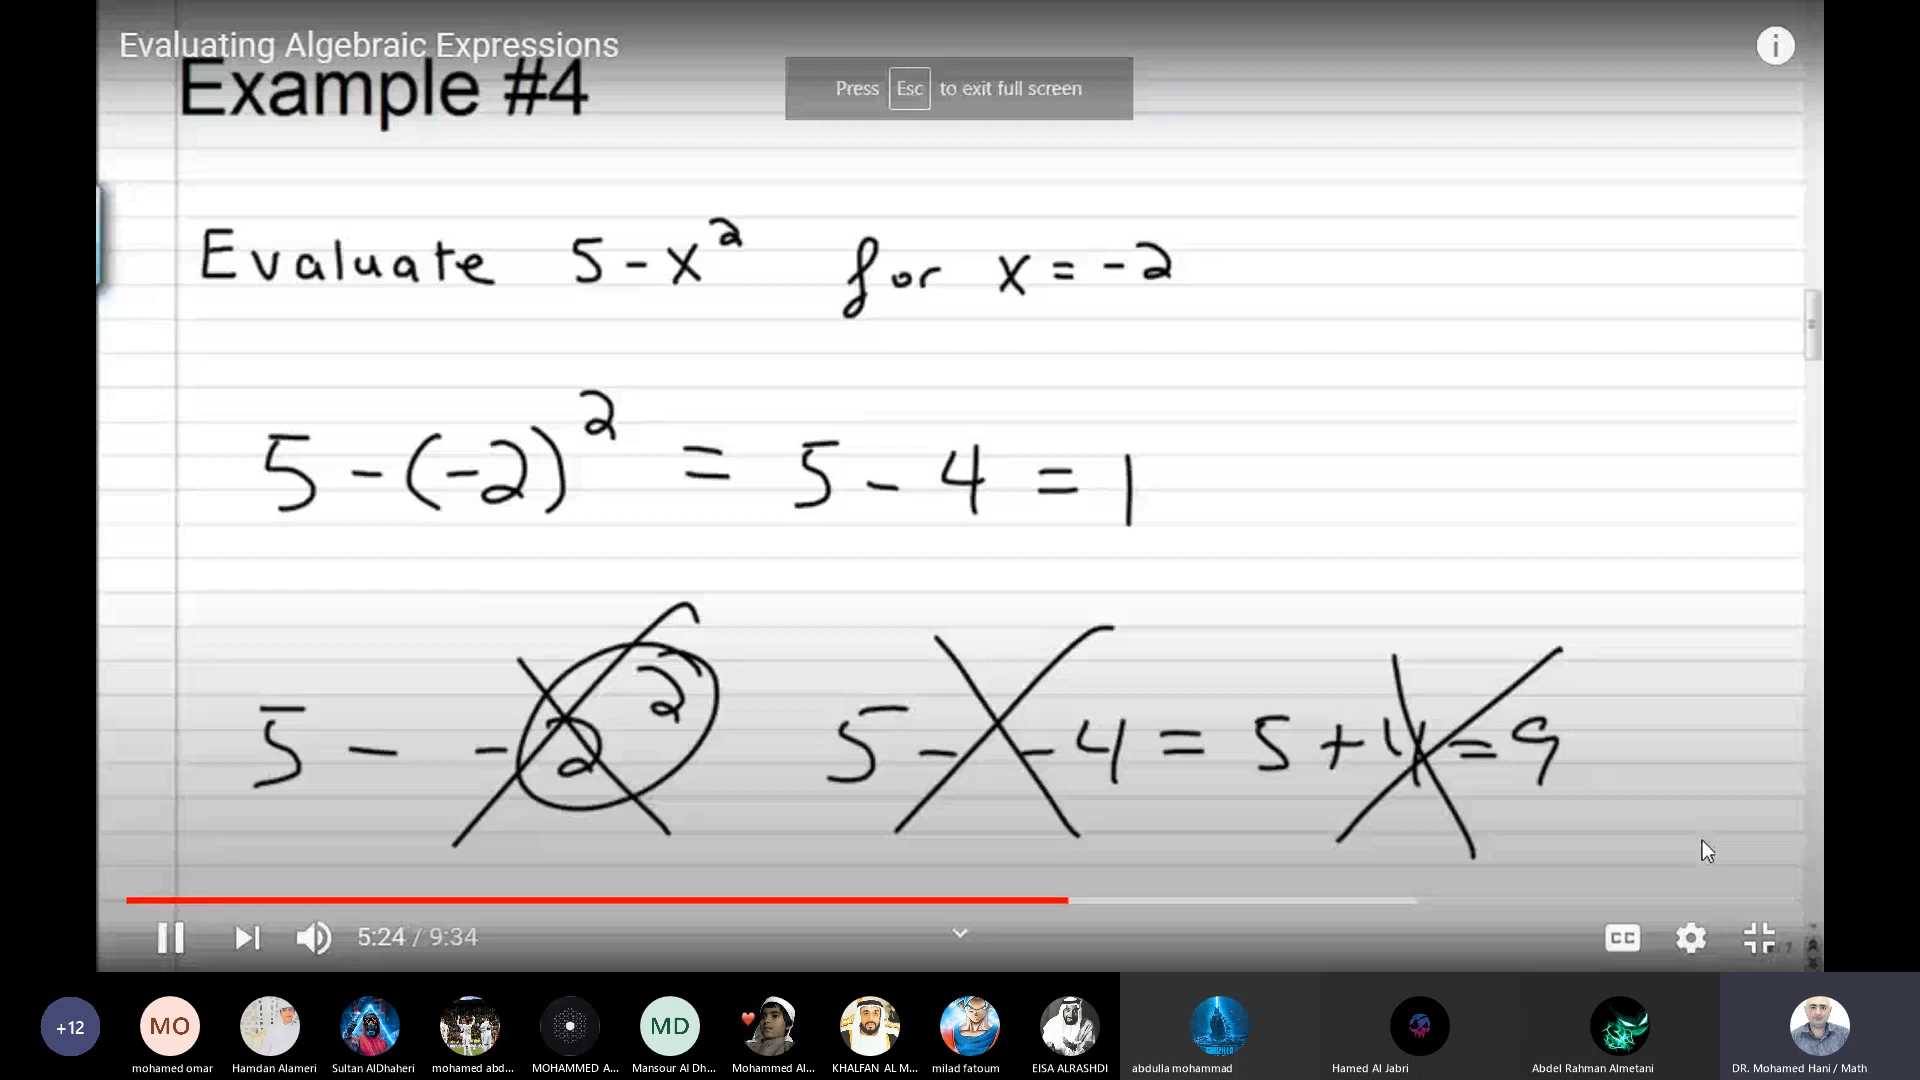 Evaluating Algebraic Expressions
Example #4
Press Esc to exit full screen
Evaluate 5 - x² for x = -2
5 - (-2)² = 5 - 4 = 1
5 - -2² 5 - -4 = 5 + 4 = 9
5:24 / 9:34
CC
+12
MO
MD
mohamed omar
Hamdan Alameri
Sultan AlDhaheri
mohamed abd...
MOHAMMED A...
Mansour Al Dh...
Mohammed Al...
KHALFAN AL M...
milad fatoum
EISA ALRASHDI
abdulla mohammad
Hamed Al Jabri
Abdel Rahman Almetani
DR. Mohamed Hani / Math